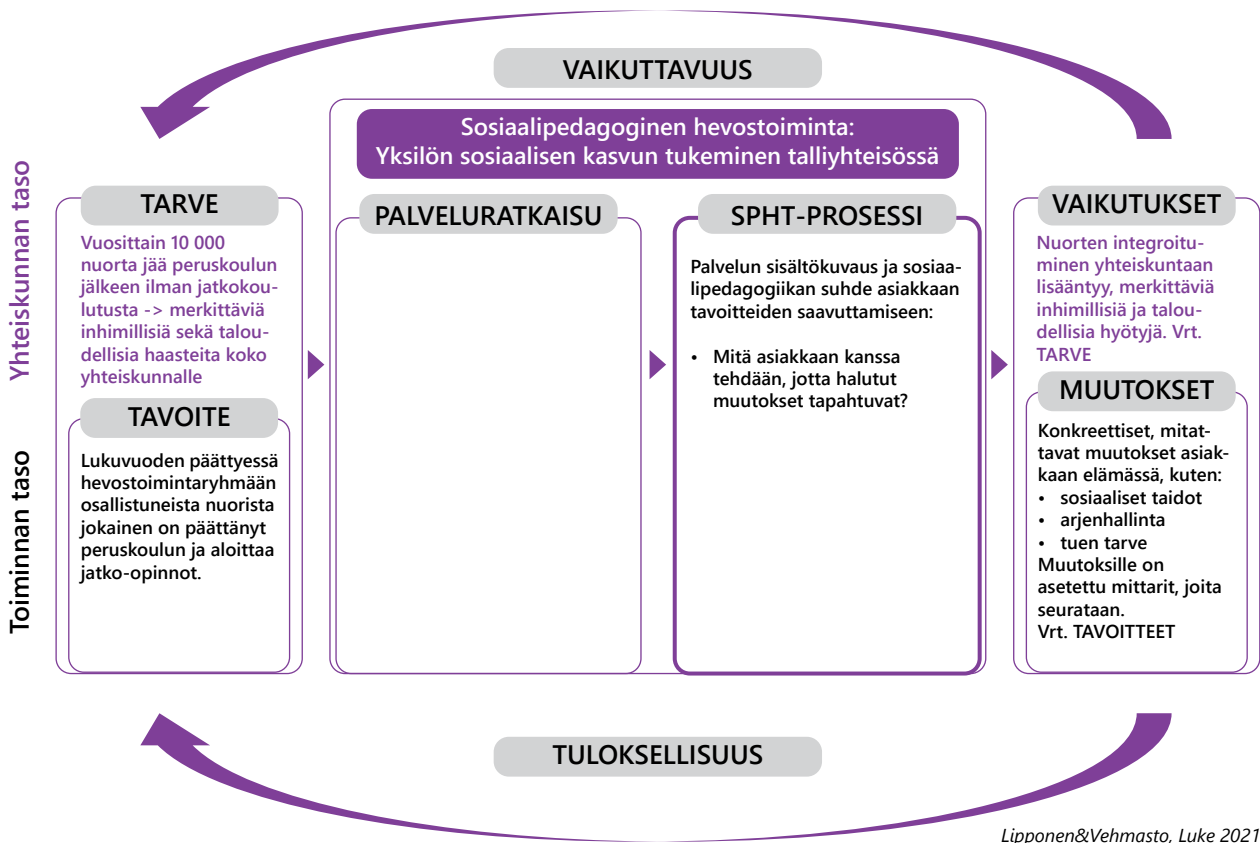 VAIKUTTAVUUS
Sosiaalipedagoginen hevostoiminta:
Yksilön sosiaalisen kasvun tukeminen talliyhteisössä
Yhteiskunnan taso
Toiminnan taso
TARVE
Vuosittain 10 000
nuorta jää peruskoulun
jälkeen ilman jatkokou-
lutusta -> merkittäviä
inhimillisiä sekä talou-
dellisia haasteita koko
yhteiskunnalle
TAVOITE
Lukuvuoden päättyessä
hevostoimintaryhmään
osallistuneista nuorista
jokainen on päättänyt
peruskoulun ja aloittaa
jatko-opinnot.
PALVELURATKAISU
SPHT-PROSESSI
Palvelun sisältökuvaus ja sosiaa-
lipedagogiikan suhde asiakkaan
tavoitteiden saavuttamiseen:
• Mitä asiakkaan kanssa
tehdään, jotta halutut
muutokset tapahtuvat?
VAIKUTUKSET
Nuorten integroitu-
minen yhteiskuntaan
lisääntyy, merkittäviä
inhimillisiä ja talou-
dellisia hyötyjä. Vrt.
TARVE
MUUTOKSET
Konkreettiset, mitat-
tavat muutokset asiak-
kaan elämässä, kuten:
• sosiaaliset taidot
• arjenhallinta
• tuen tarve
Muutoksille on
asetettu mittarit, joita
seurataan.
Vrt. TAVOITTEET
TULOKSELLISUUS
Lipponen&Vehmasto, Luke 2021